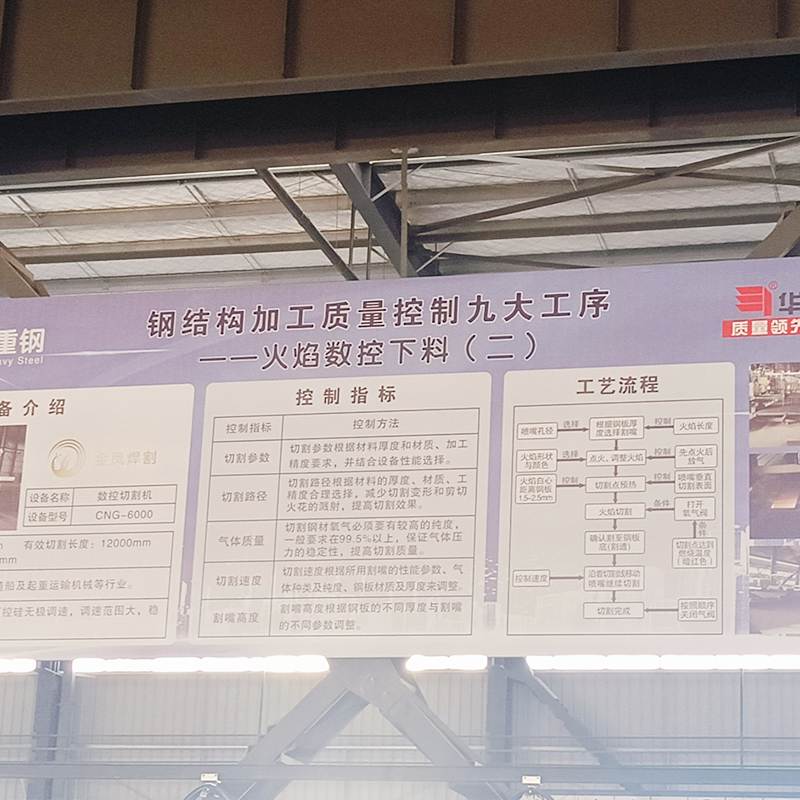 重钢
avy Steel
钢结构加工质量控制九大工序
——火焰数控下料（二）
华
质量领先
备介绍
金凤焊割
设备名称 数控切割机
设备型号 CNG-6000
有效切割长度：12000mm
mm
造船及起重运输机械等行业。
可控硅无极调速，调速范围大，稳
控制指标
控制指标 控制方法
切割参数 切割参数根据材料厚度和材质、加工
精度要求，并结合设备性能选择。
切割路径 切割路径根据材料的厚度、材质、工
精度合理选择，减少切割变形和剪切
火花的溅射，提高切割效果。
气体质量 切割钢材氧气必须要有较高的纯度，
一般要求在99.5%以上，保证气体压
力的稳定性，提高切割质量。
切割速度 切割速度根据所用割嘴的性能参数、气
体种类及纯度、钢板材质及厚度来调整。
割嘴高度 割嘴高度根据钢板的不同厚度与割嘴
的不同参数调整。
工艺流程
喷嘴孔径 选择 根据钢板厚
度选择割嘴 控制 火焰长度
火焰形状
与颜色 选择 点火、调整火焰 控制 先点火后
放气
火焰白心
距离钢板
1.5~2.5mm 控制 切割点预热 控制 喷嘴垂直
切割表面
火焰切割 条件 打开
氧气阀
条件
确认割至钢板
底(割透) 切割点达到
燃烧温度
(暗红色)
控制速度 沿着切割线移动
喷嘴继续切割
切割完成 按照顺序
关闭气阀